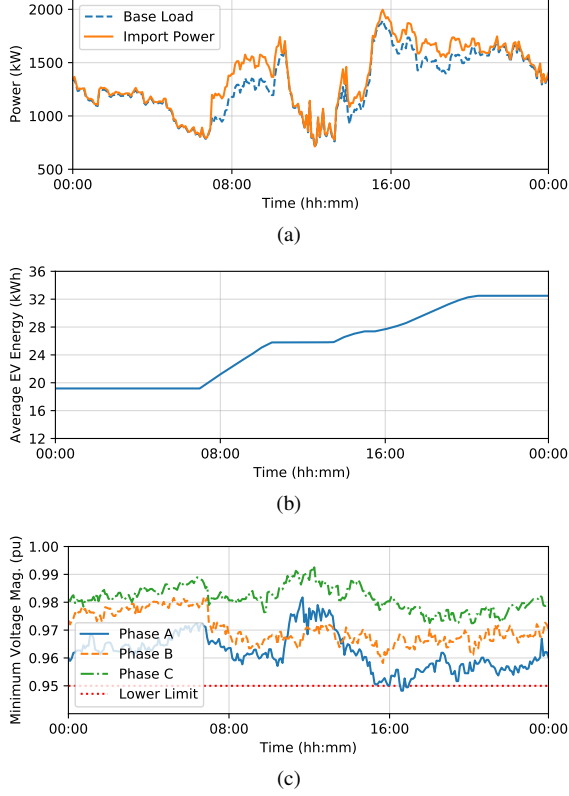 2000
1500
1000
500
Power (kW)
Base Load
Import Power
00:00 08:00 16:00 00:00
Time (hh:mm)
(a)
36
32
28
24
20
16
12
Average EV Energy (kWh)
00:00 08:00 16:00 00:00
Time (hh:mm)
(b)
1.00
0.99
0.98
0.97
0.96
0.95
Minimum Voltage Mag. (pu)
Phase A
Phase B
Phase C
Lower Limit
00:00 08:00 16:00 00:00
Time (hh:mm)
(c)